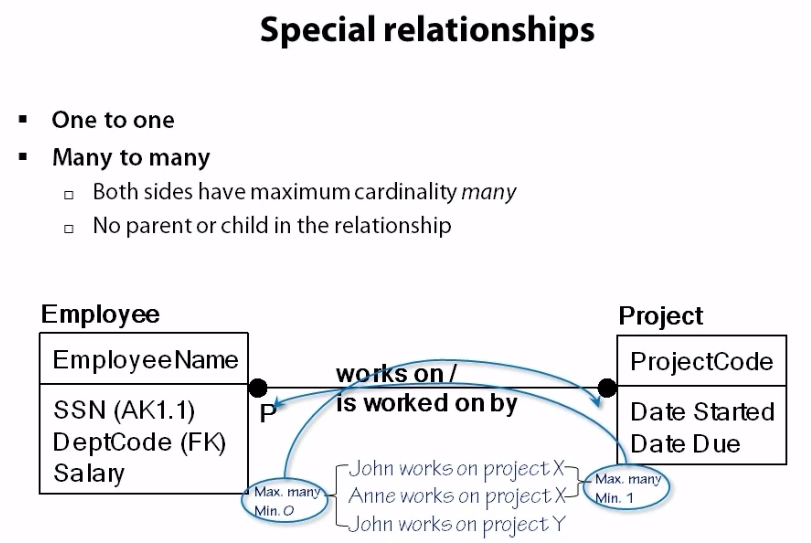 Special relationships
One to one
Many to many
Both sides have maximum cardinality many
No parent or child in the relationship
Employee
EmployeeName
SSN (AK1.1)
DeptCode (FK)
Salary
works on /
is worked on by
P
Project
ProjectCode
Date Started
Date Due
Max. many
Min. 0
John works on project X
Anne works on project X
John works on project Y
Max. many
Min. 1